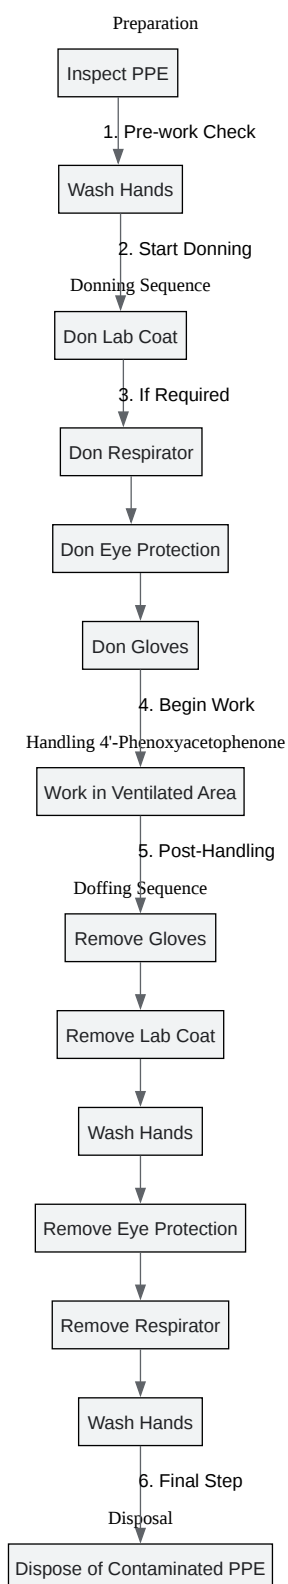 Preparation
Inspect PPE
1. Pre-work Check
Wash Hands
2. Start Donning
Donning Sequence
Don Lab Coat
3. If Required
Don Respirator
Don Eye Protection
Don Gloves
4. Begin Work
Handling 4'-Phenoxyacetophenone
Work in Ventilated Area
5. Post-Handling
Doffing Sequence
Remove Gloves
Remove Lab Coat
Wash Hands
Remove Eye Protection
Remove Respirator
Wash Hands
6. Final Step
Disposal
Dispose of Contaminated PPE